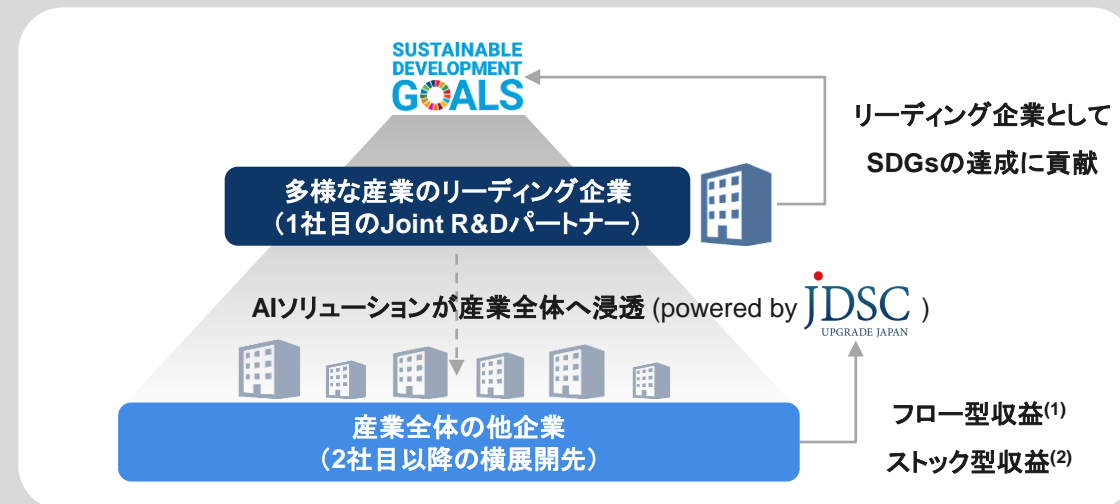 SUSTAINABLE
DEVELOPMENT
GOALS
リーディング企業として
SDGsの達成に貢献
多様な産業のリーディング企業
（1社目のJoint R&Dパートナー）
AIソリューションが産業全体へ浸透 (powered by JDSC )
UPGRADE JAPAN
産業全体の他企業
（2社目以降の横展開先）
フロー型収益(1)
ストック型収益(2)